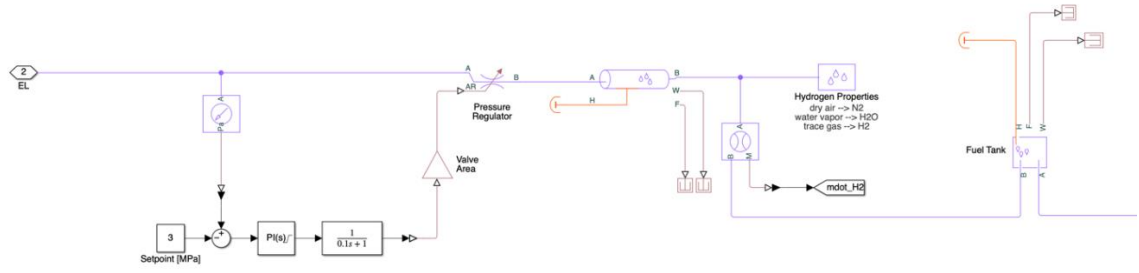 2
EL
A
Ps
A
AR
B
Pressure
Regulator
A
H
B
W
F
A
B
M
Hydrogen Properties
dry air --> N2
water vapor --> H2O
trace gas --> H2
mdot_H2
Fuel Tank
H
F
W
B
A
Valve
Area
3
Setpoint [MPa]
- +
PI(s)
1
0.1s + 1